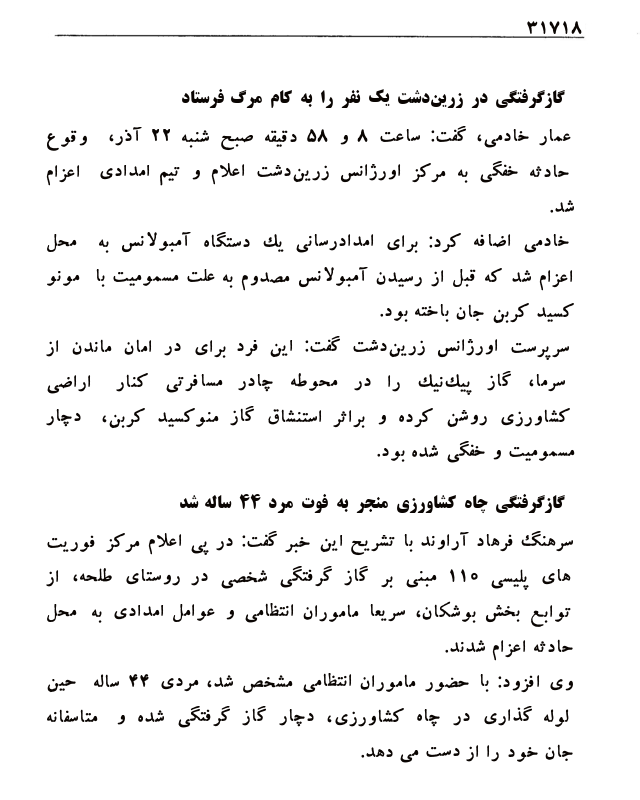 ۳۱۷۱۸
گازگرفتگی در زرین‌دشت یک نفر را به کام مرگ فرستاد
عمار خادمی، گفت: ساعت ۸ و ۵۸ دقیقه صبح شنبه ۲۲ آذر، وقوع
حادثه خفگی به مرکز اورژانس زرین‌دشت اعلام و تیم امدادی اعزام
شد.
خادمی اضافه کرد: برای امدادرسانی یك دستگاه آمبولانس به محل
اعزام شد که قبل از رسیدن آمبولانس مصدوم به علت مسمومیت با مونو
کسید کربن جان باخته بود.
سرپرست اورژانس زرین‌دشت گفت: این فرد برای در امان ماندن از
سرما، گاز پیك‌نیك را در محوطه چادر مسافرتی کنار اراضی
کشاورزی روشن کرده و براثر استنشاق گاز منوکسید کربن، دچار
مسمومیت و خفگی شده بود.
گازگرفتگی چاه کشاورزی منجر به فوت مرد ۴۴ ساله شد
سرهنگ فرهاد آراوند با تشریح این خبر گفت: در پی اعلام مرکز فوریت
های پلیسی ۱۱۰ مبنی بر گاز گرفتگی شخصی در روستای طلحه، از
توابع بخش بوشکان، سریعا ماموران انتظامی و عوامل امدادی به محل
حادثه اعزام شدند.
وی افزود: با حضور ماموران انتظامی مشخص شد، مردی ۴۴ ساله حین
لوله گذاری در چاه کشاورزی، دچار گاز گرفتگی شده و متاسفانه
جان خود را از دست می دهد.